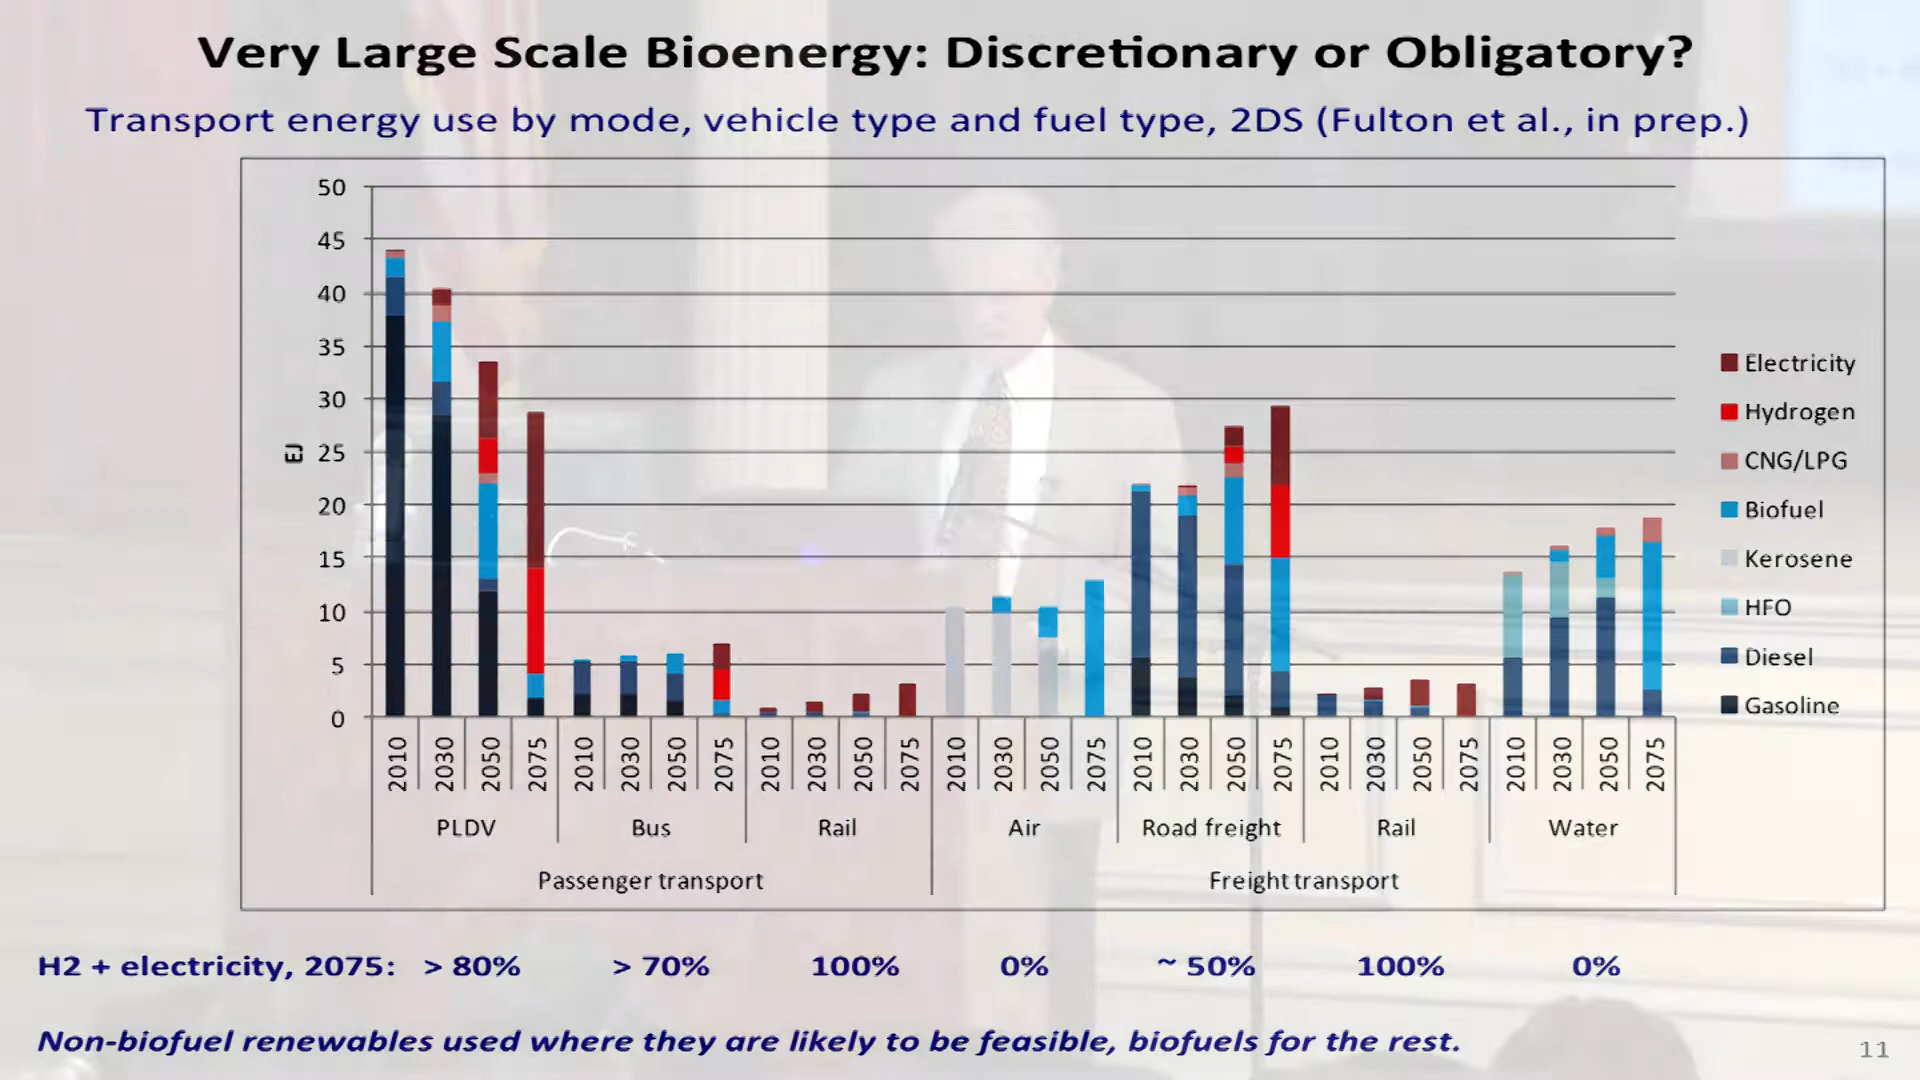 Very Large Scale Bioenergy: Discretionary or Obligatory?
Transport energy use by mode, vehicle type and fuel type, 2DS (Fulton et al., in prep.)
50
45
40
35
30
25
20
15
10
5
0
EJ
Electricity
Hydrogen
CNG/LPG
Biofuel
Kerosene
HFO
Diesel
Gasoline
2010 2030 2050 2075 2010 2030 2050 2075 2010 2030 2050 2075 2010 2030 2050 2075 2010 2030 2050 2075 2010 2030 2050 2075 2010 2030 2050 2075
PLDV Bus Rail Air Road freight Rail Water
Passenger transport Freight transport
H2 + electricity, 2075: > 80% > 70% 100% 0% ~ 50% 100% 0%
Non-biofuel renewables used where they are likely to be feasible, biofuels for the rest.
11